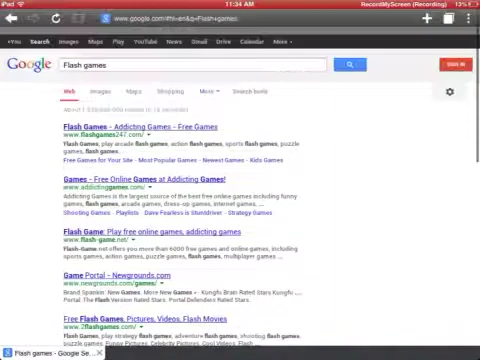 iPad 11:34 AM RecordMyScreen (Recording) 13%
www.google.com/#hl=en&q=Flash+games
+You Search Images Maps Play YouTube News Gmail Drive Calendar More
Google Flash games SIGN IN
Web Images Maps Shopping More Search tools
Flash Games - Addicting Games - Free Games
www.flashgames247.com/
Flash Games, play arcade flash games, action flash games, sports flash games, puzzle
games, flash games.
Free Games for Your Site - Most Popular Games - Newest Games - Kids Games
Games - Free Online Games at Addicting Games!
www.addictinggames.com/
Addicting Games is the largest source of the best free online games including funny
games, flash games, arcade games, dress-up games, internet games, ...
Shooting Games - Playlists - Dave Fearless is Stuntdriver - Strategy Games
Flash Game: Play free online games, addicting games
www.flash-game.net/
Flash-Game.net offers you more than 6000 free games and online games, including
sports games, action games, puzzle games, flash games, multiplayer games ...
Game Portal - Newgrounds.com
www.newgrounds.com/games/
Brand Spankin' New Games. More New Games » · Kungfu Brain Rated Stars Kungfu ...
Portal. The Flash Version Rated Stars. Portal Defenders Rated Stars.
Free Flash Games, Pictures, Videos, Flash Movies
www.2flashgames.com/
Flash Games, play strategy flash games, adventure flash games, shooting flash games.
Funny Pictures, Celebrity Pictures, Cool Videos, Flash ...
Flash games - Google Se...